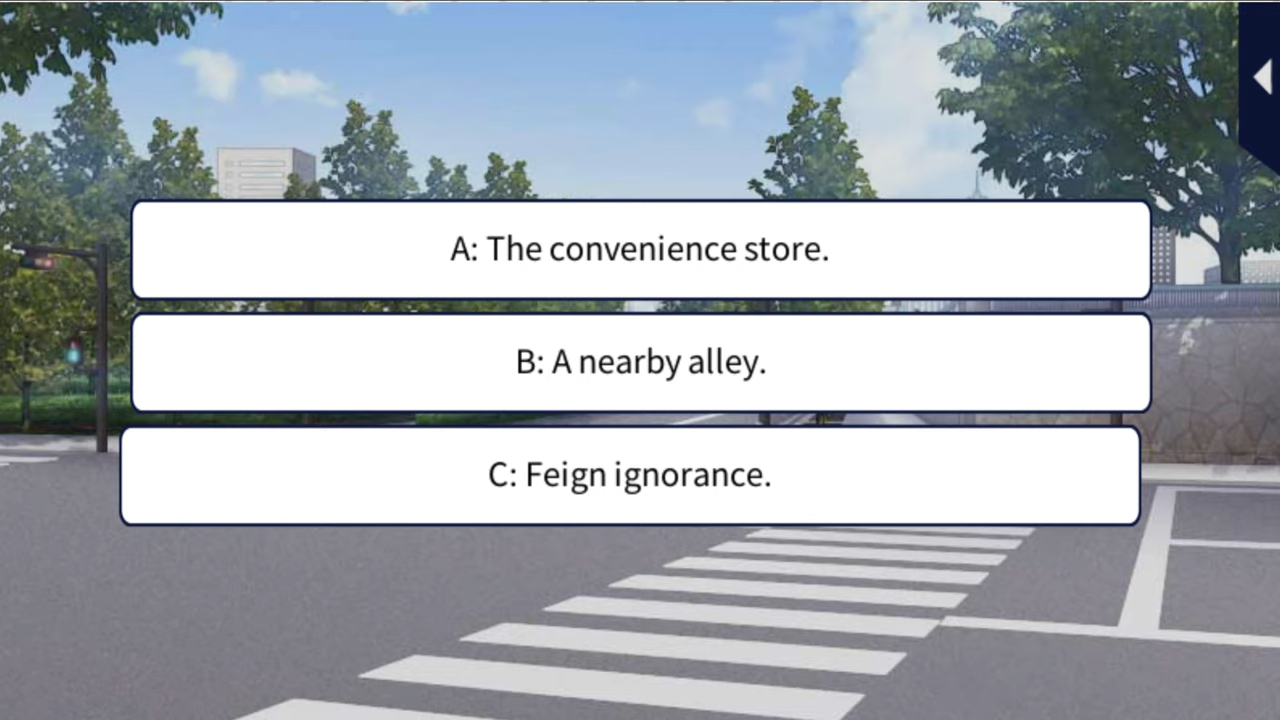 A: The convenience store.
B: A nearby alley.
C: Feign ignorance.